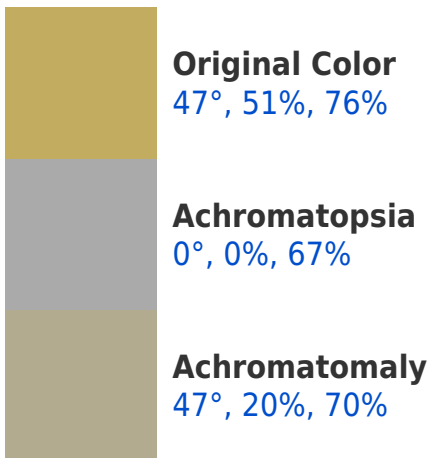 Original Color
47°, 51%, 76%
Achromatopsia
0°, 0%, 67%
Achromatomaly
47°, 20%, 70%